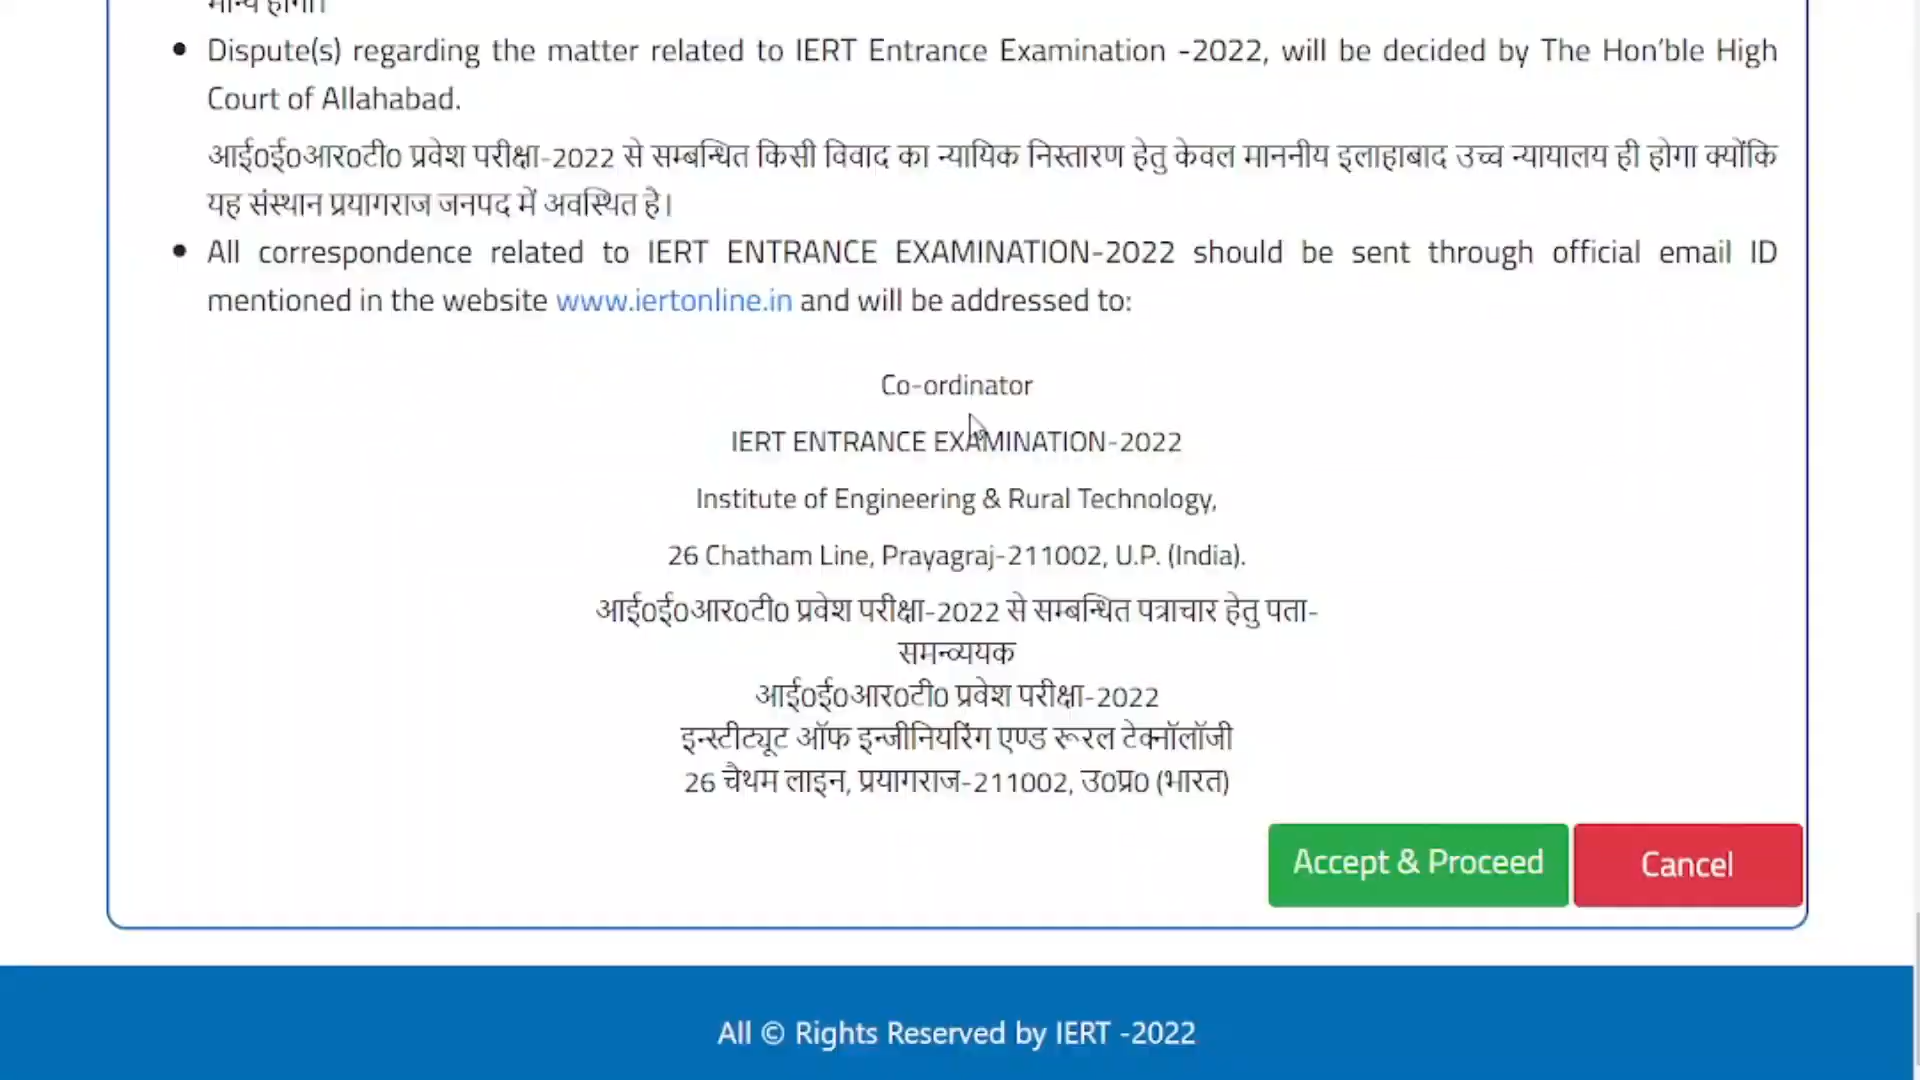 मान्य होगा।
Dispute(s) regarding the matter related to IERT Entrance Examination -2022, will be decided by The Hon’ble High
Court of Allahabad.
आई0ई0आर0टी0 प्रवेश परीक्षा-2022 से सम्बन्धित किसी विवाद का न्यायिक निस्तारण हेतु केवल माननीय इलाहाबाद उच्च न्यायालय ही होगा क्योंकि
यह संस्थान प्रयागराज जनपद में अवस्थित है।
All correspondence related to IERT ENTRANCE EXAMINATION-2022 should be sent through official email ID
mentioned in the website www.iertonline.in and will be addressed to:
Co-ordinator
IERT ENTRANCE EXAMINATION-2022
Institute of Engineering & Rural Technology,
26 Chatham Line, Prayagraj-211002, U.P. (India).
आई0ई0आर0टी0 प्रवेश परीक्षा-2022 से सम्बन्धित पत्राचार हेतु पता-
समन्व्ययक
आई0ई0आर0टी0 प्रवेश परीक्षा-2022
इन्स्टीट्यूट ऑफ इन्जीनियरिंग एण्ड रूरल टेक्नॉलॉजी
26 चैथम लाइन, प्रयागराज-211002, उ0प्र0 (भारत)
Accept & Proceed Cancel
All © Rights Reserved by IERT -2022